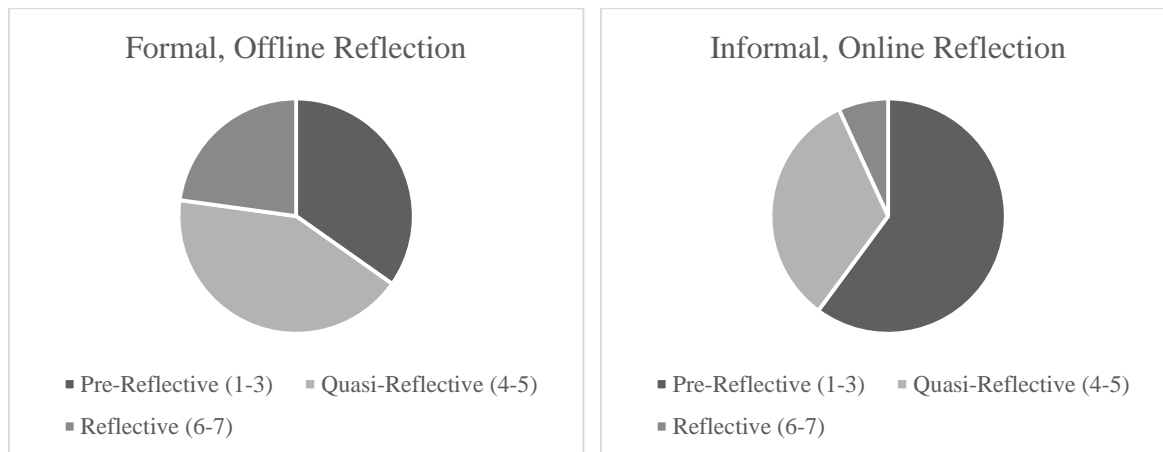 Formal, Offline Reflection
Pre-Reflective (1-3) Quasi-Reflective (4-5)
Reflective (6-7)
Informal, Online Reflection
Pre-Reflective (1-3) Quasi-Reflective (4-5)
Reflective (6-7)